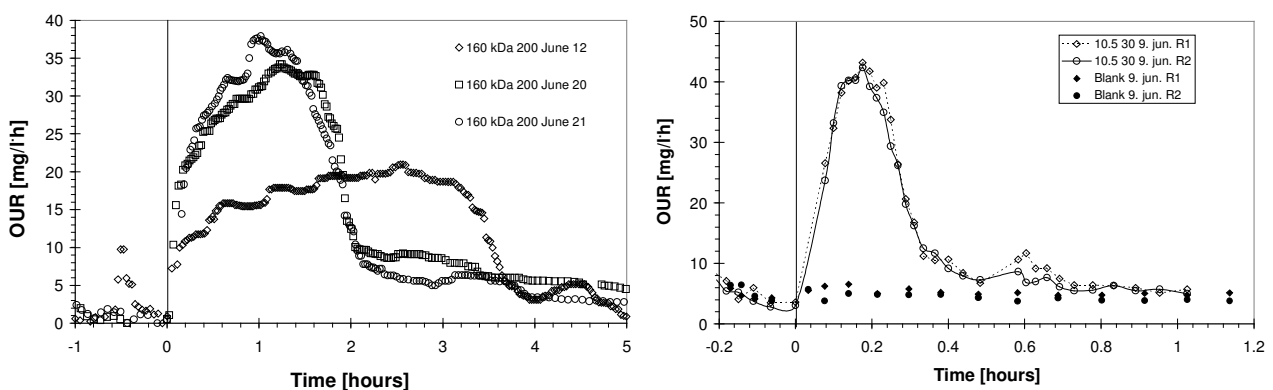 40
35
30
25
20
15
10
5
0
OUR [mg/l·h]
160 kDa 200 June 12
160 kDa 200 June 20
160 kDa 200 June 21
-1 0 1 2 3 4 5
Time [hours]
50
40
30
20
10
0
OUR [mg/l·h]
10.5 30 9. jun. R1
10.5 30 9. jun. R2
Blank 9. jun. R1
Blank 9. jun. R2
-0.2 0 0.2 0.4 0.6 0.8 1 1.2
Time [hours]